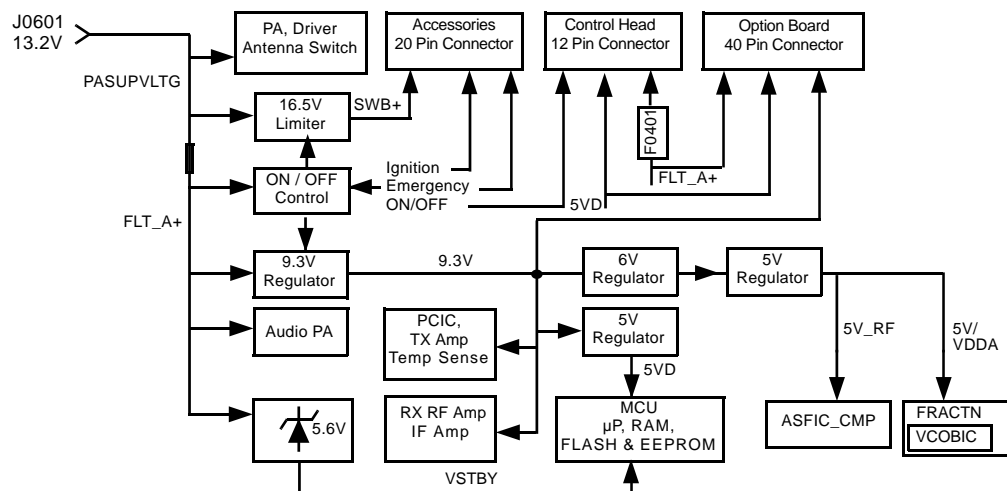 J0601
13.2V
PA, Driver
Antenna Switch
Accessories
20 Pin Connector
Control Head
12 Pin Connector
Option Board
40 Pin Connector
PASUPVLTG
16.5V
Limiter
SWB+
F0401
ON / OFF
Control
Ignition
Emergency
ON/OFF
5VD
FLT_A+
FLT_A+
9.3V
Regulator
9.3V
6V
Regulator
5V
Regulator
Audio PA
PCIC,
TX Amp
Temp Sense
5V
Regulator
5V_RF
5V/
VDDA
5VD
5.6V
RX RF Amp
IF Amp
MCU
µP, RAM,
FLASH & EEPROM
ASFIC_CMP
FRACTN
VCOBIC
VSTBY